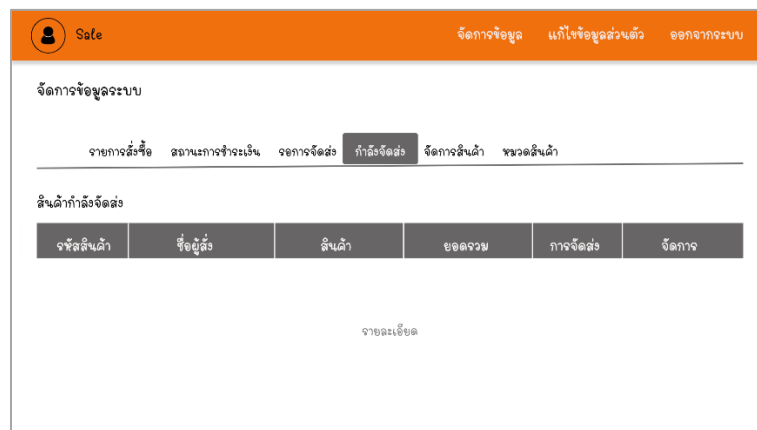 Sale จัดการข้อมูล แก้ไขข้อมูลส่วนตัว ออกจากระบบ
จัดการข้อมูลระบบ
รายการสั่งซื้อ สถานะการชำระเงิน รอการจัดส่ง กำลังจัดส่ง จัดการสินค้า หมวดสินค้า
สินค้ากำลังจัดส่ง
รหัสสินค้า ชื่อผู้สั่ง สินค้า ยอดรวม การจัดส่ง จัดการ
รายละเอียด